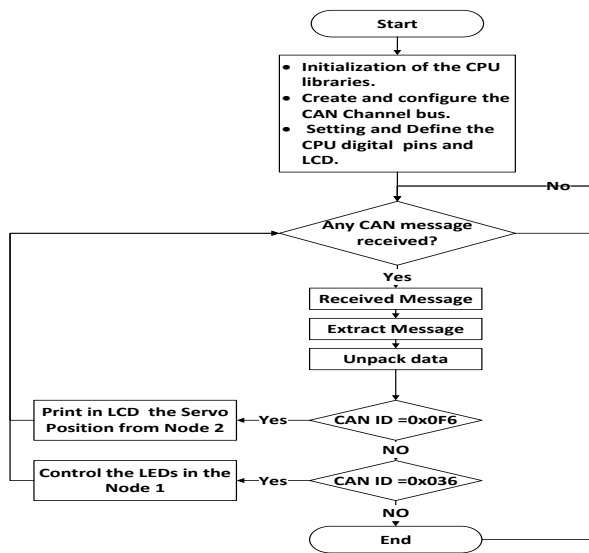 Start
• Initialization of the CPU
libraries.
• Create and configure the
CAN Channel bus.
• Setting and Define the
CPU digital pins and
LCD.
No
Any CAN message
received?
Yes
Received Message
Extract Message
Unpack data
Print in LCD the Servo
Position from Node 2
Yes
CAN ID =0x0F6
NO
Control the LEDs in the
Node 1
Yes
CAN ID =0x036
NO
End